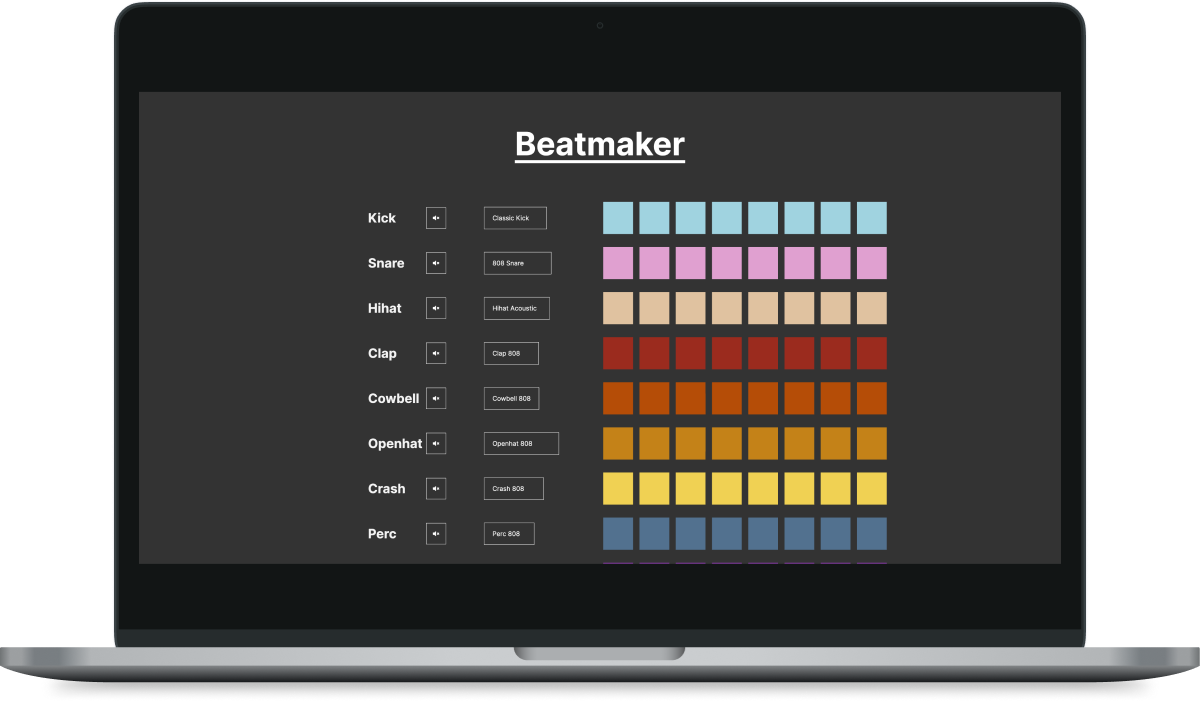 Beatmaker
Kick Classic Kick
Snare 808 Snare
Hihat Hihat Acoustic
Clap Clap 808
Cowbell Cowbell 808
Openhat Openhat 808
Crash Crash 808
Perc Perc 808